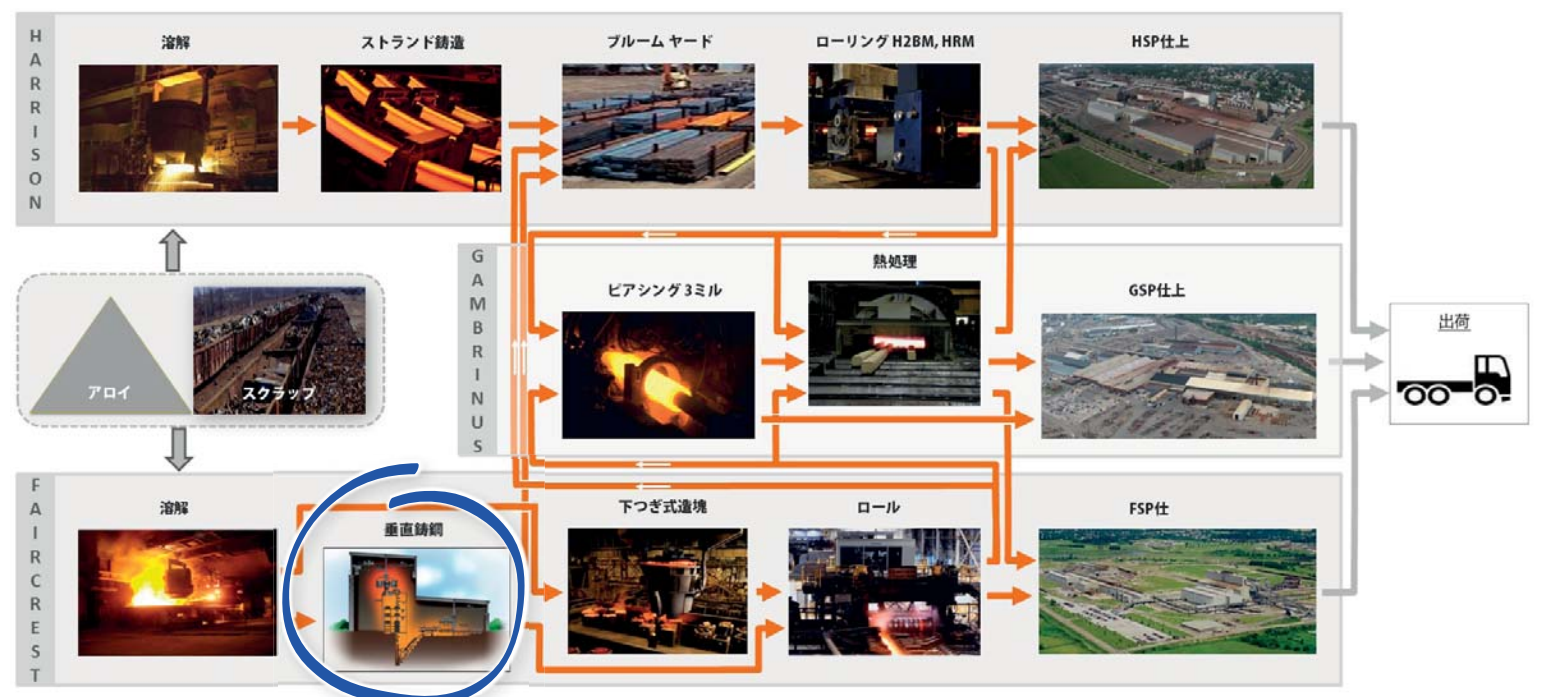 HARRISON
溶解
ストランド鋳造
ブルーム ヤード
ローリング H2BM, HRM
HSP仕上
アロイ
スクラップ
GAMBRINUS
ピアシング 3ミル
熱処理
GSP仕上
出荷
FAIRCREST
溶解
垂直鋳鋼
下つぎ式造塊
ロール
FSP仕